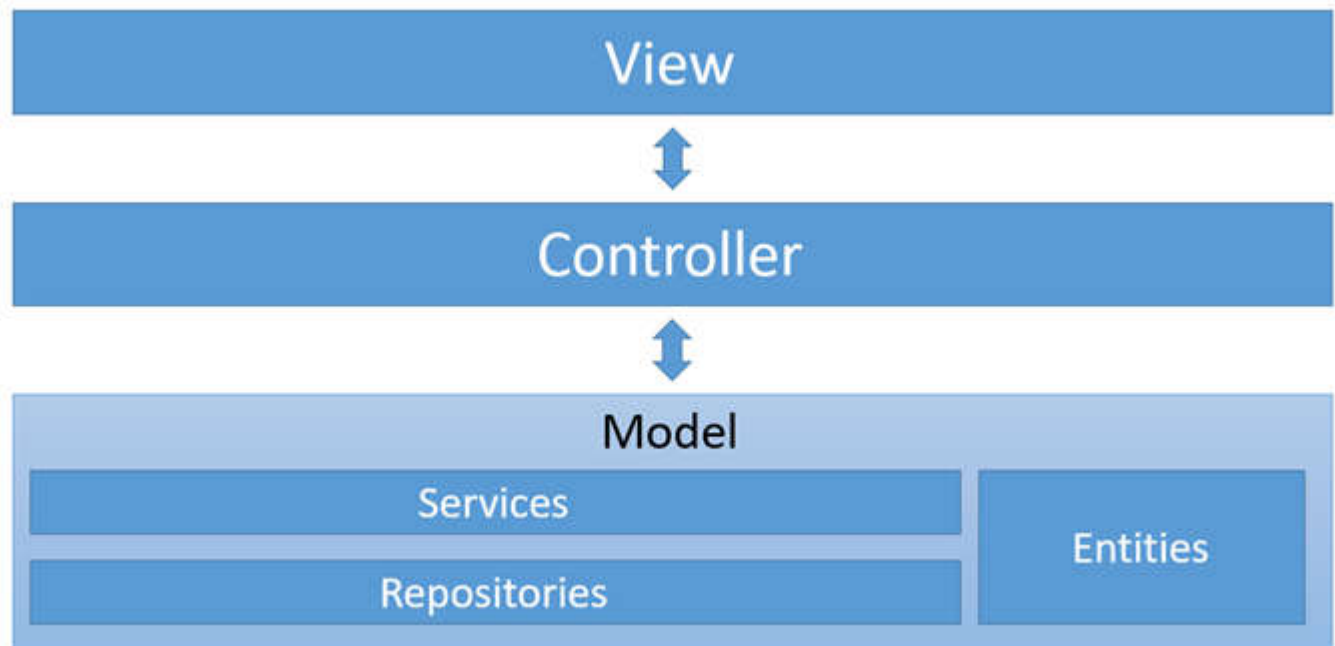 View
Controller
Model
Services
Entities
Repositories